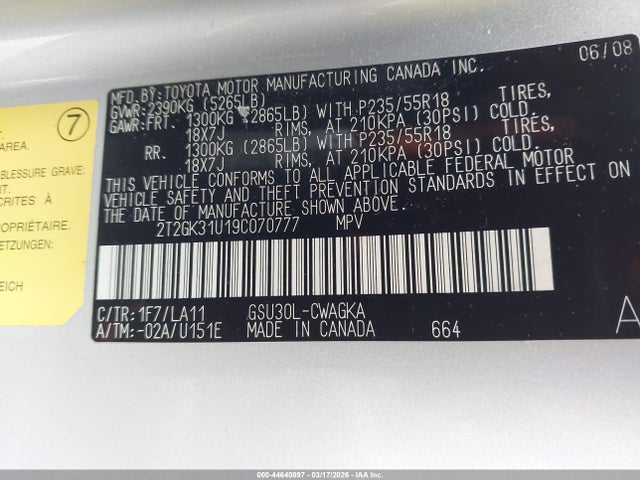 7
AREA.
ABLESSURE GRAVE:
NT.
CRITES À
PROPRIÉTAIRE.
ETZUNGEN:
EICH
06/08
MFD BY: TOYOTA MOTOR MANUFACTURING CANADA INC.
GVWR: 2390KG (5265LB)
GAWR: FRT. 1300KG (2865LB) WITH P235/55R18 TIRES,
18X7J RIMS, AT 210KPA (30PSI) COLD.
RR. 1300KG (2865LB) WITH P235/55R18 TIRES,
18X7J RIMS, AT 210KPA (30PSI) COLD.
THIS VEHICLE CONFORMS TO ALL APPLICABLE FEDERAL MOTOR
VEHICLE SAFETY AND THEFT PREVENTION STANDARDS IN EFFECT ON
THE DATE OF MANUFACTURE SHOWN ABOVE.
2T2GK31U19C070777 MPV
C/TR: 1F7/LA11 GSU30L-CWAGKA
A/TM: -02A/U151E MADE IN CANADA 664
A
000-44640897 - 03/17/2026 - IAA Inc.